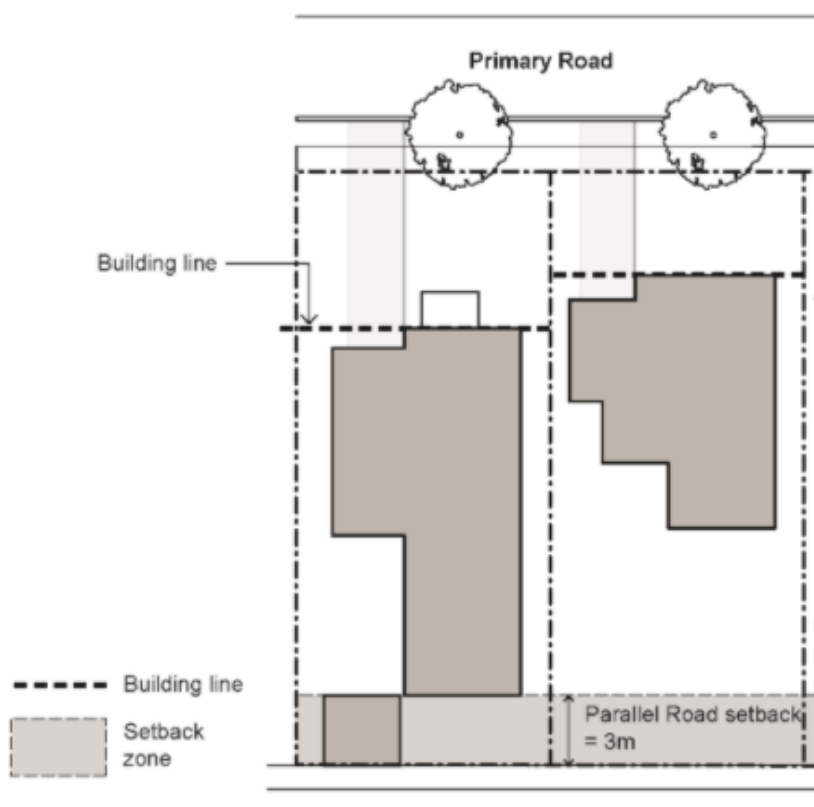 Primary Road
Building line
Building line
Setback
zone
Parallel Road setback
= 3m